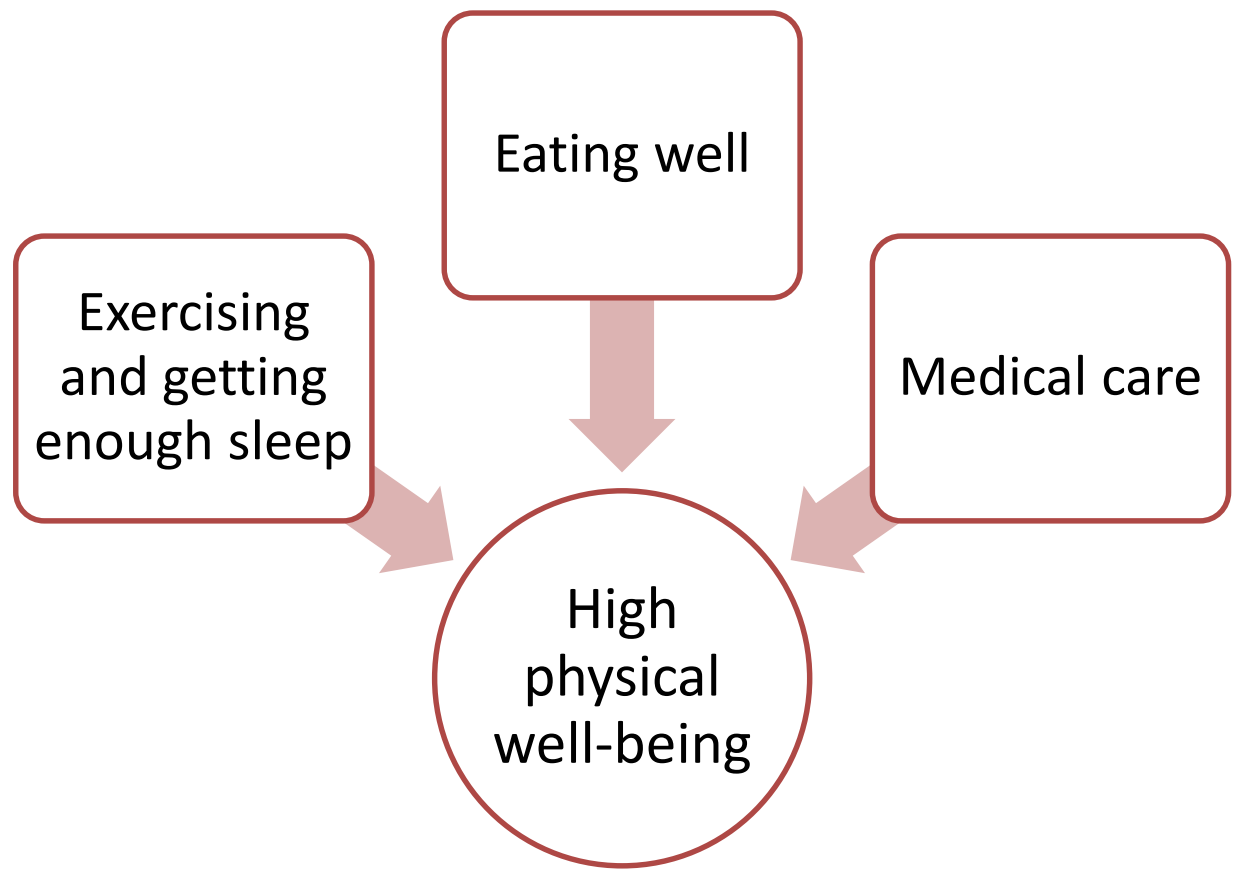 Eating well
Exercising
and getting
enough sleep
Medical care
High
physical
well-being